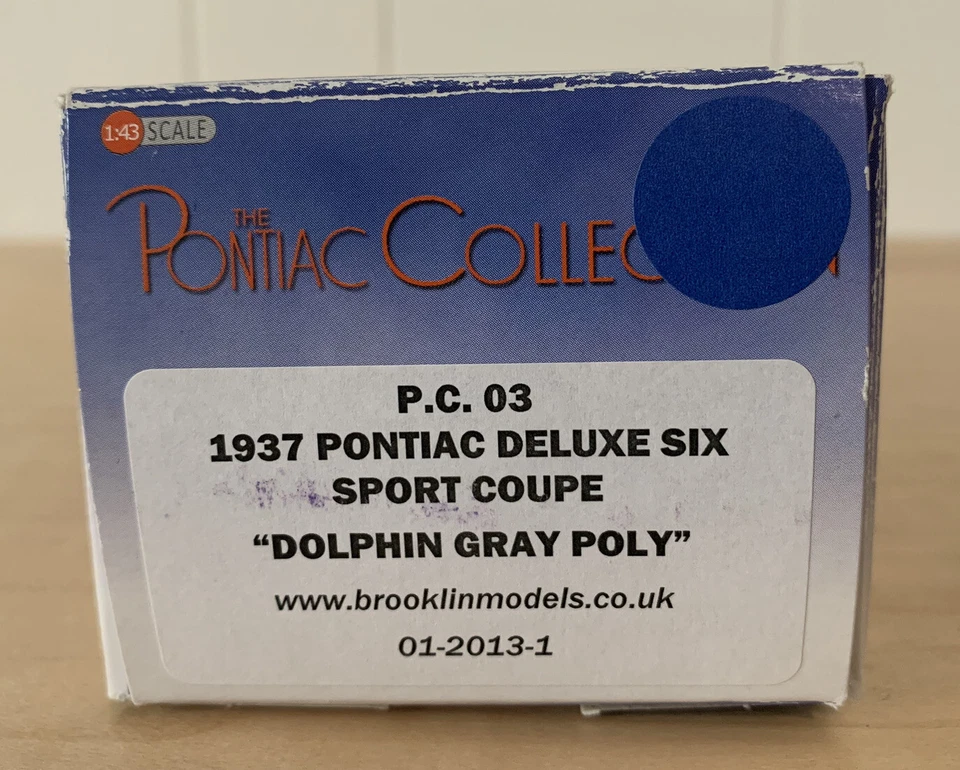 1:43 SCALE
THE
PONTIAC COLLEC
P.C. 03
1937 PONTIAC DELUXE SIX
SPORT COUPE
“DOLPHIN GRAY POLY”
www.brooklinmodels.co.uk
01-2013-1